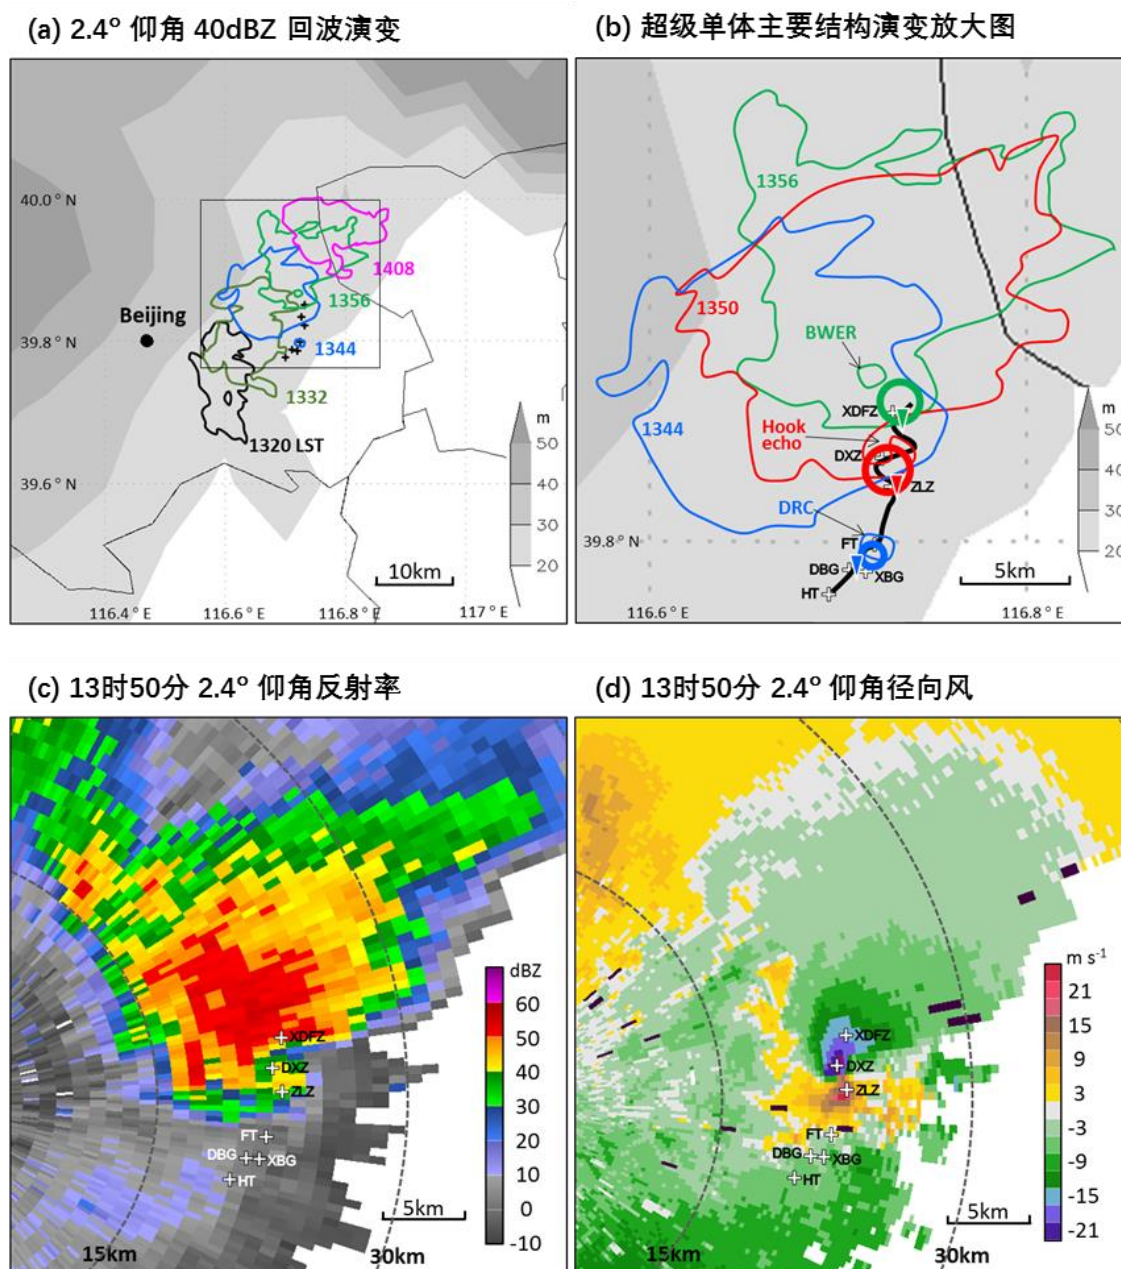 (a) 2.4° 仰角 40dBZ 回波演变
40.0°N
39.8°N
39.6°N
Beijing
1408
1356
1344
1332
1320 LST
10km
m
50
40
30
20
116.4°E
116.6°E
116.8°E
117°E
(b) 超级单体主要结构演变放大图
1356
1350
1344
BWER
XDFZ
Hook
echo
DXZ
ZLZ
DRC
39.8°N
FT
DBG
XBG
HT
5km
m
50
40
30
20
116.6°E
116.8°E
(c) 13时50分 2.4° 仰角反射率
XDFZ
DXZ
ZLZ
FT
DBG
XBG
HT
dBZ
60
50
40
30
20
10
0
-10
5km
15km
30km
(d) 13时50分 2.4° 仰角径向风
XDFZ
DXZ
ZLZ
FT
DBG
XBG
HT
m s⁻¹
21
15
9
3
-3
-9
-15
-21
5km
15km
30km